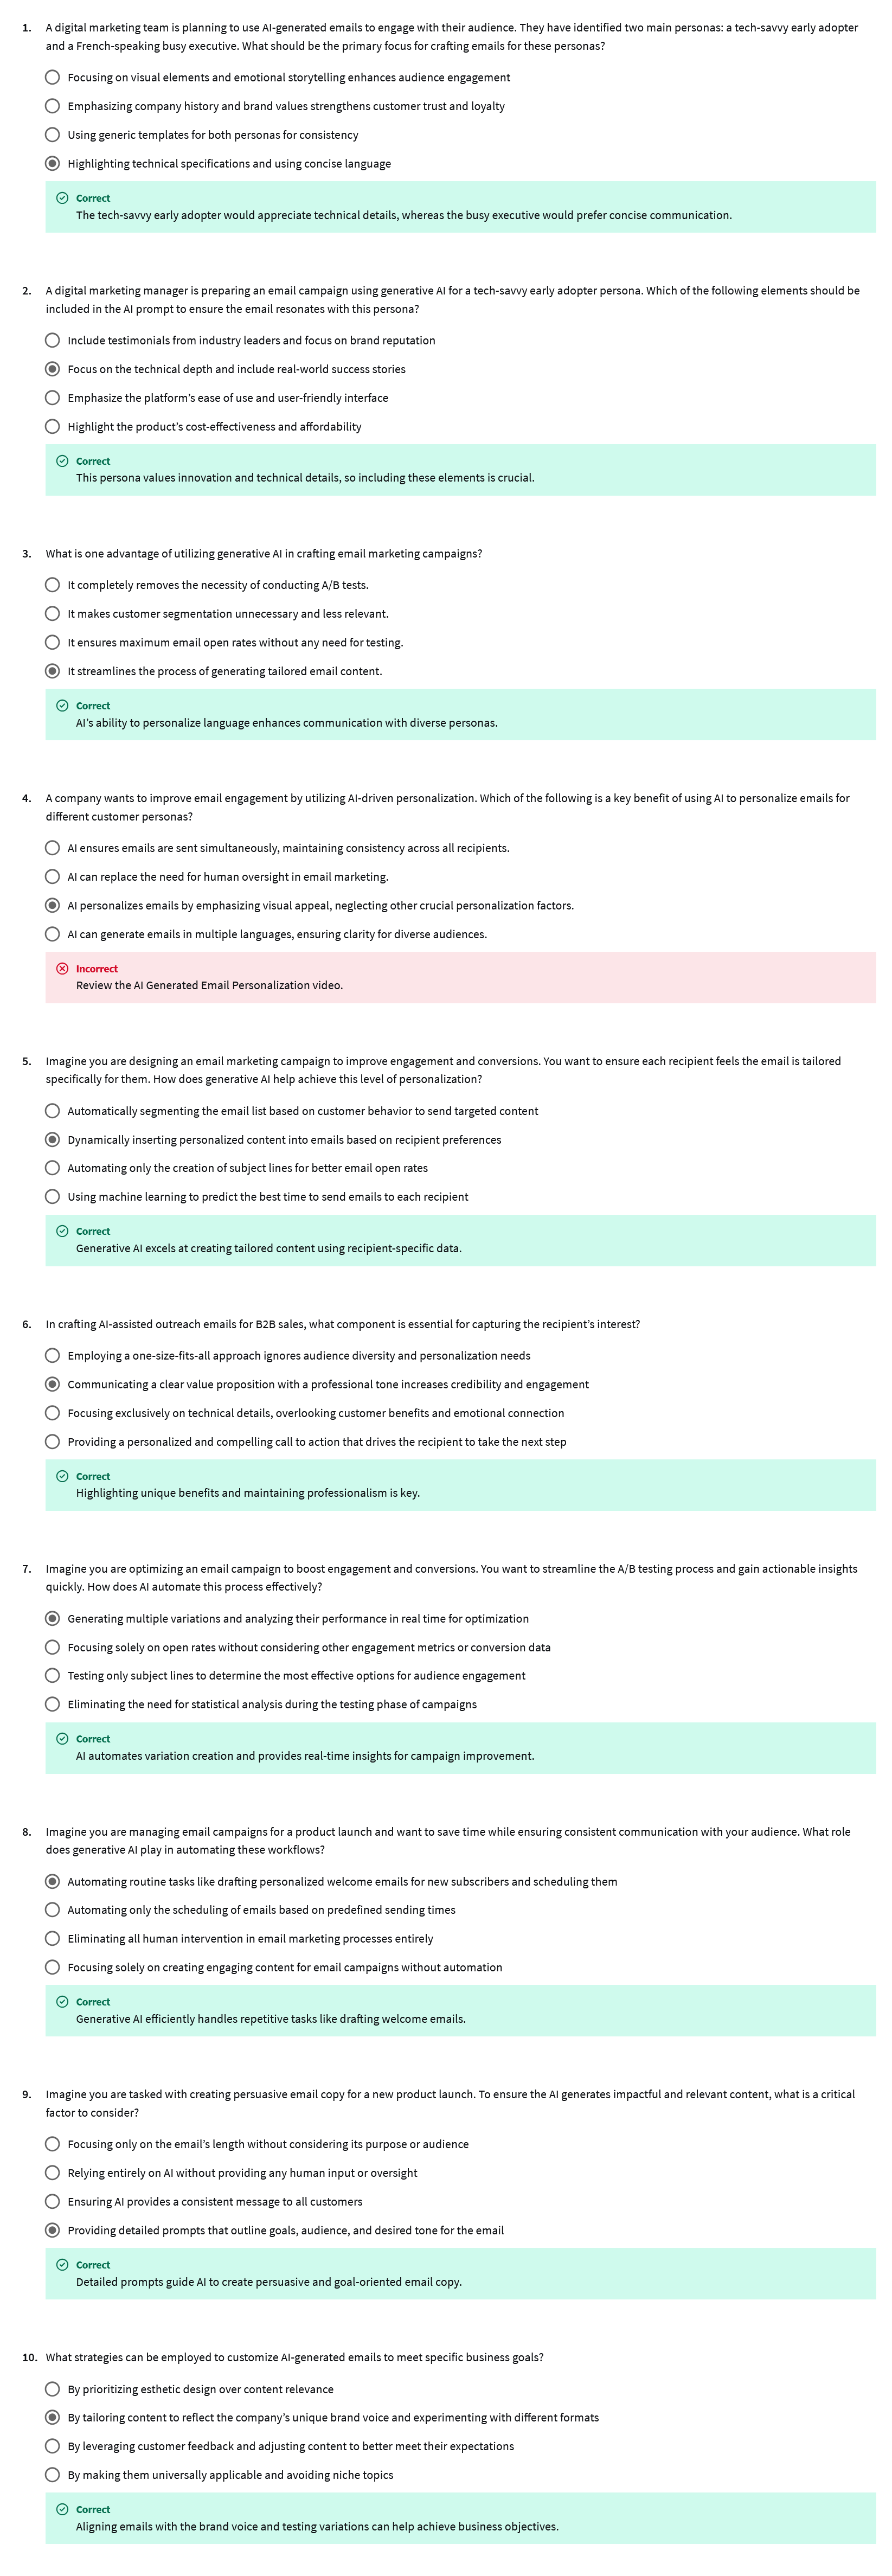 1. A digital marketing team is planning to use AI-generated emails to engage with their audience. They have identified two main personas: a tech-savvy early adopter
and a French-speaking busy executive. What should be the primary focus for crafting emails for these personas?
Focusing on visual elements and emotional storytelling enhances audience engagement
Emphasizing company history and brand values strengthens customer trust and loyalty
Using generic templates for both personas for consistency
Highlighting technical specifications and using concise language
Correct
The tech-savvy early adopter would appreciate technical details, whereas the busy executive would prefer concise communication.
2. A digital marketing manager is preparing an email campaign using generative AI for a tech-savvy early adopter persona. Which of the following elements should be
included in the AI prompt to ensure the email resonates with this persona?
Include testimonials from industry leaders and focus on brand reputation
Focus on the technical depth and include real-world success stories
Emphasize the platform's ease of use and user-friendly interface
Highlight the product's cost-effectiveness and affordability
Correct
This persona values innovation and technical details, so including these elements is crucial.
3. What is one advantage of utilizing generative AI in crafting email marketing campaigns?
It completely removes the necessity of conducting A/B tests.
It makes customer segmentation unnecessary and less relevant.
It ensures maximum email open rates without any need for testing.
It streamlines the process of generating tailored email content.
Correct
AI's ability to personalize language enhances communication with diverse personas.
4. A company wants to improve email engagement by utilizing AI-driven personalization. Which of the following is a key benefit of using AI to personalize emails for
different customer personas?
AI ensures emails are sent simultaneously, maintaining consistency across all recipients.
AI can replace the need for human oversight in email marketing.
AI personalizes emails by emphasizing visual appeal, neglecting other crucial personalization factors.
AI can generate emails in multiple languages, ensuring clarity for diverse audiences.
Incorrect
Review the AI Generated Email Personalization video.
5. Imagine you are designing an email marketing campaign to improve engagement and conversions. You want to ensure each recipient feels the email is tailored
specifically for them. How does generative AI help achieve this level of personalization?
Automatically segmenting the email list based on customer behavior to send targeted content
Dynamically inserting personalized content into emails based on recipient preferences
Automating only the creation of subject lines for better email open rates
Using machine learning to predict the best time to send emails to each recipient
Correct
Generative AI excels at creating tailored content using recipient-specific data.
6. In crafting AI-assisted outreach emails for B2B sales, what component is essential for capturing the recipient's interest?
Employing a one-size-fits-all approach ignores audience diversity and personalization needs
Communicating a clear value proposition with a professional tone increases credibility and engagement
Focusing exclusively on technical details, overlooking customer benefits and emotional connection
Providing a personalized and compelling call to action that drives the recipient to take the next step
Correct
Highlighting unique benefits and maintaining professionalism is key.
7. Imagine you are optimizing an email campaign to boost engagement and conversions. You want to streamline the A/B testing process and gain actionable insights
quickly. How does AI automate this process effectively?
Generating multiple variations and analyzing their performance in real time for optimization
Focusing solely on open rates without considering other engagement metrics or conversion data
Testing only subject lines to determine the most effective options for audience engagement
Eliminating the need for statistical analysis during the testing phase of campaigns
Correct
AI automates variation creation and provides real-time insights for campaign improvement.
8. Imagine you are managing email campaigns for a product launch and want to save time while ensuring consistent communication with your audience. What role
does generative AI play in automating these workflows?
Automating routine tasks like drafting personalized welcome emails for new subscribers and scheduling them
Automating only the scheduling of emails based on predefined sending times
Eliminating all human intervention in email marketing processes entirely
Focusing solely on creating engaging content for email campaigns without automation
Correct
Generative AI efficiently handles repetitive tasks like drafting welcome emails.
9. Imagine you are tasked with creating persuasive email copy for a new product launch. To ensure the AI generates impactful and relevant content, what is a critical
factor to consider?
Focusing only on the email's length without considering its purpose or audience
Relying entirely on AI without providing any human input or oversight
Ensuring AI provides a consistent message to all customers
Providing detailed prompts that outline goals, audience, and desired tone for the email
Correct
Detailed prompts guide AI to create persuasive and goal-oriented email copy.
10. What strategies can be employed to customize AI-generated emails to meet specific business goals?
By prioritizing esthetic design over content relevance
By tailoring content to reflect the company's unique brand voice and experimenting with different formats
By leveraging customer feedback and adjusting content to better meet their expectations
By making them universally applicable and avoiding niche topics
Correct
Aligning emails with the brand voice and testing variations can help achieve business objectives.